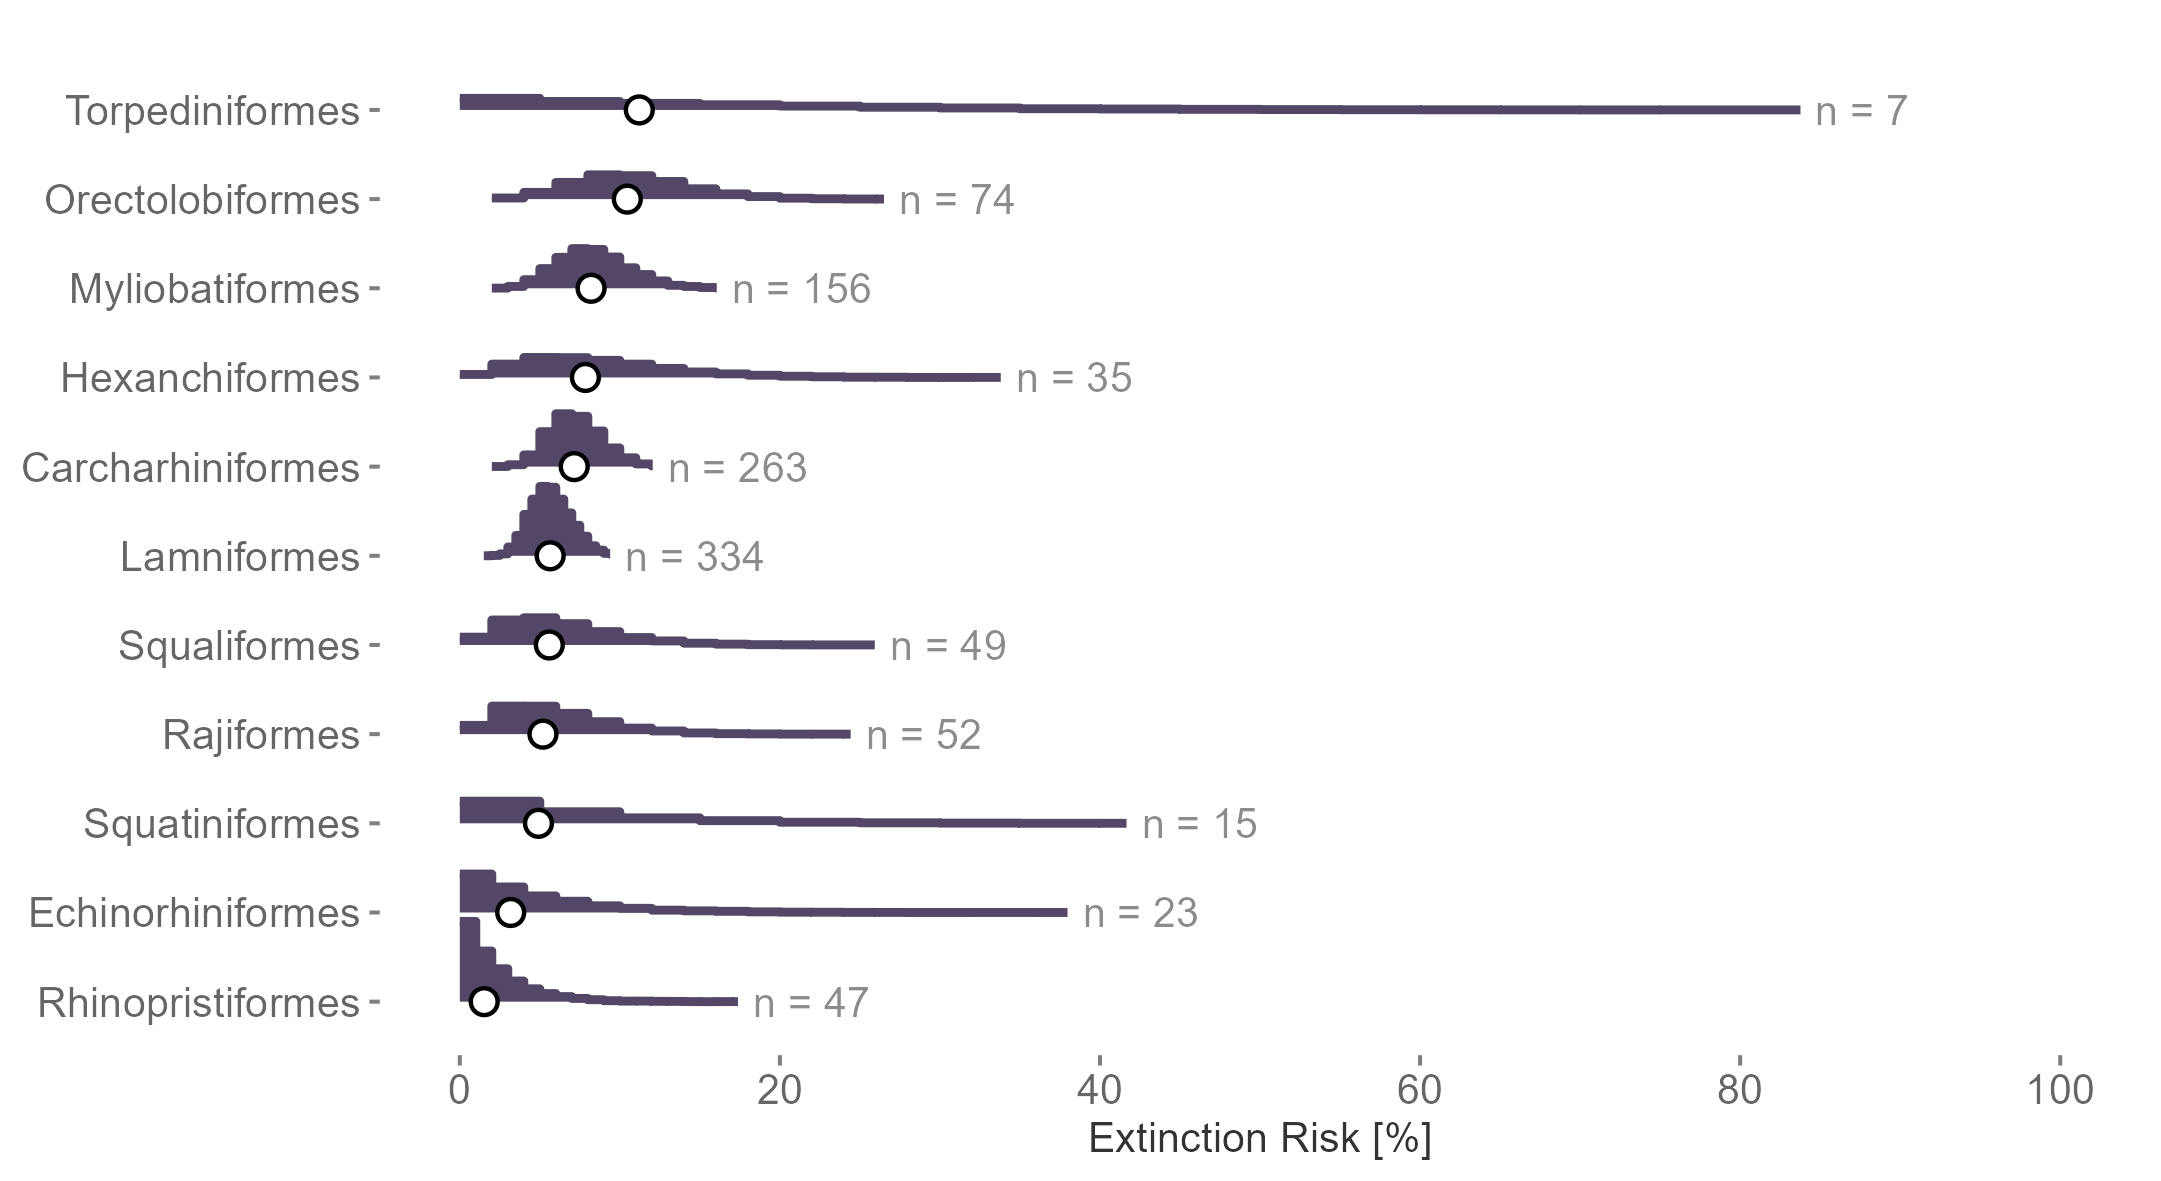 Torpediniformes n = 7
Orectolobiformes n = 74
Myliobatiformes n = 156
Hexanchiformes n = 35
Carcharhiniformes n = 263
Lamniformes n = 334
Squaliformes n = 49
Rajiformes n = 52
Squatiniformes n = 15
Echinorhiniformes n = 23
Rhinopristiformes n = 47
0 20 40 60 80 100
Extinction Risk [%]